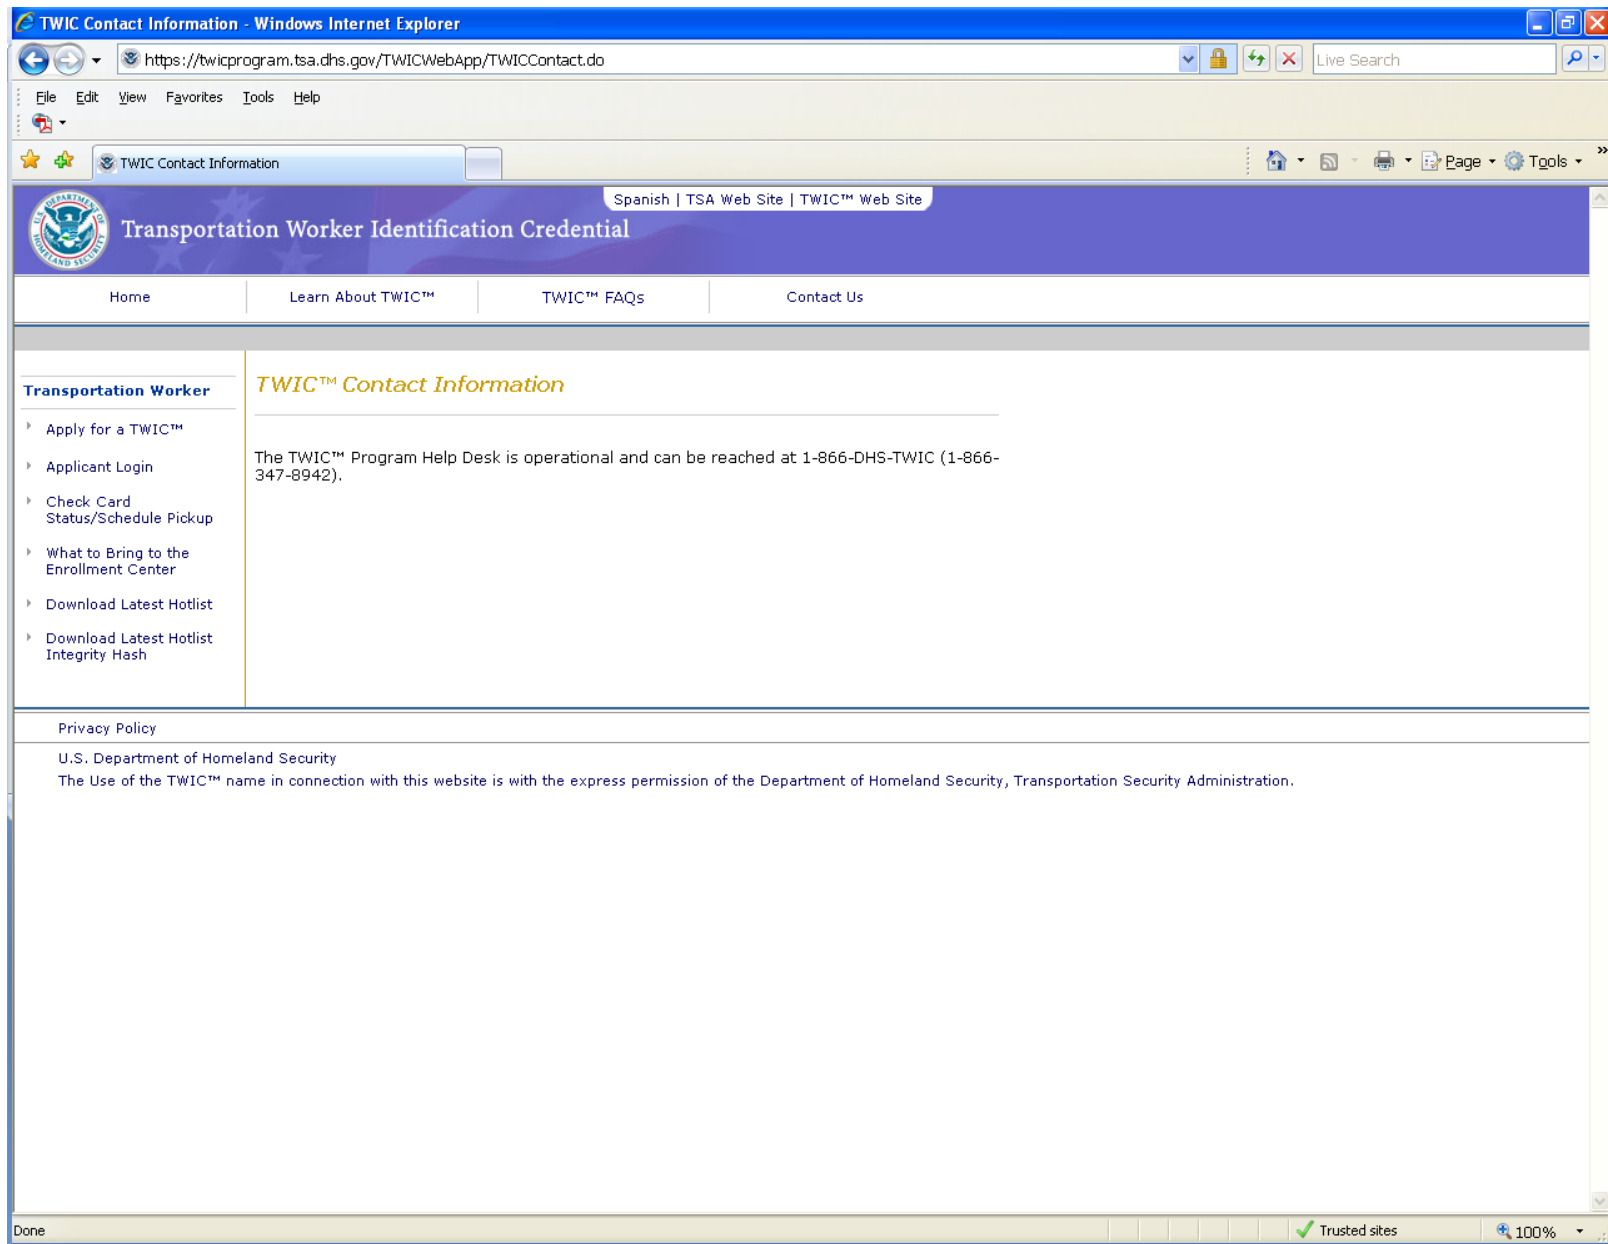 TWIC Contact Information - Windows Internet Explorer
https://twicprogram.tsa.dhs.gov/TWICWebApp/TWICContact.do
Live Search
File Edit View Favorites Tools Help
TWIC Contact Information
Page Tools »
U.S. DEPARTMENT OF HOMELAND SECURITY
Spanish | TSA Web Site | TWIC™ Web Site
Transportation Worker Identification Credential
Home Learn About TWIC™ TWIC™ FAQs Contact Us
Transportation Worker
Apply for a TWIC™
Applicant Login
Check Card
Status/Schedule Pickup
What to Bring to the
Enrollment Center
Download Latest Hotlist
Download Latest Hotlist
Integrity Hash
TWIC™ Contact Information
The TWIC™ Program Help Desk is operational and can be reached at 1-866-DHS-TWIC (1-866-
347-8942).
Privacy Policy
U.S. Department of Homeland Security
The Use of the TWIC™ name in connection with this website is with the express permission of the Department of Homeland Security, Transportation Security Administration.
Done
Trusted sites
100%